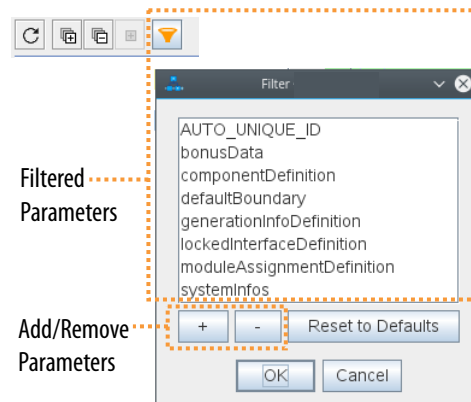 Filter
AUTO_UNIQUE_ID
bonusData
componentDefinition
defaultBoundary
generationInfoDefinition
lockedInterfaceDefinition
moduleAssignmentDefinition
systemInfos
Filtered
Parameters
+ - Reset to Defaults
Add/Remove
Parameters
OK Cancel